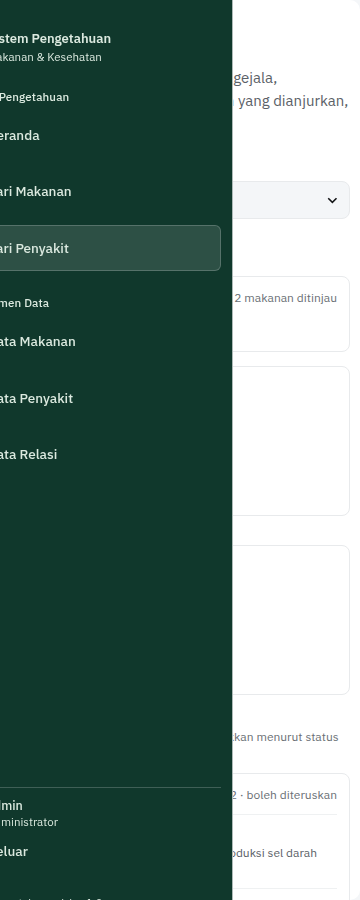 stem Pengetahuan
akanan & Kesehatan
Pengetahuan
eranda
ari Makanan
ari Penyakit
men Data
ata Makanan
ata Penyakit
ata Relasi
dmin
ministrator
eluar
gejala,
yang dianjurkan,
2 makanan ditinjau
kan menurut status
2 · boleh diteruskan
oduksi sel darah